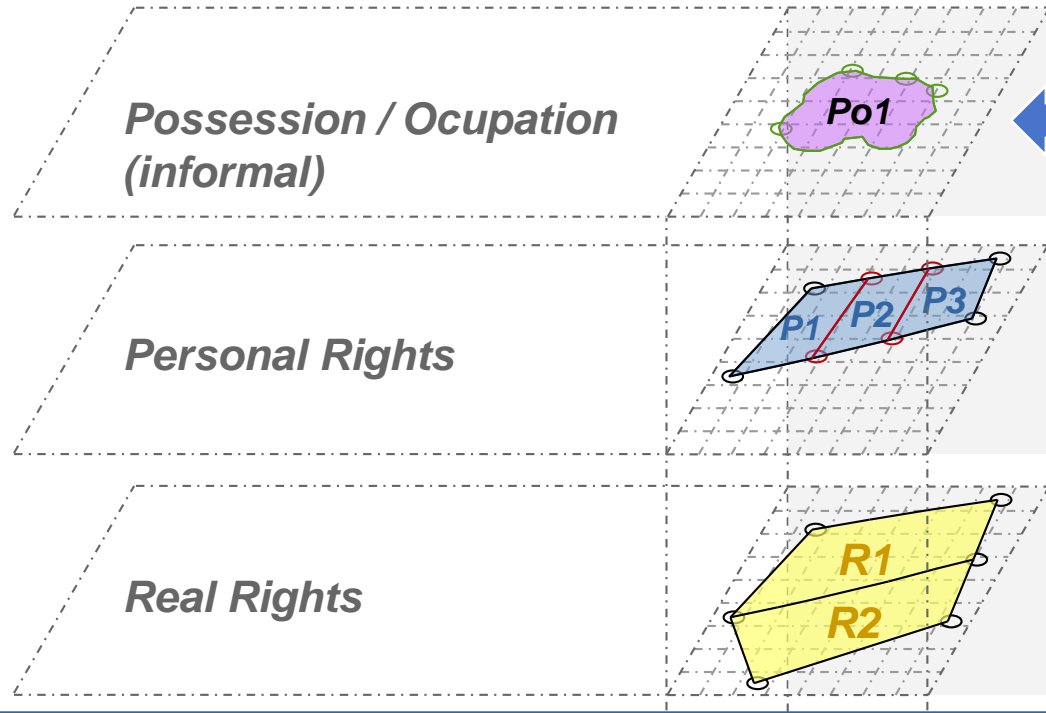 Possession / Ocupation
(informal)
Po1
Personal Rights
P1 P2 P3
Real Rights
R1
R2